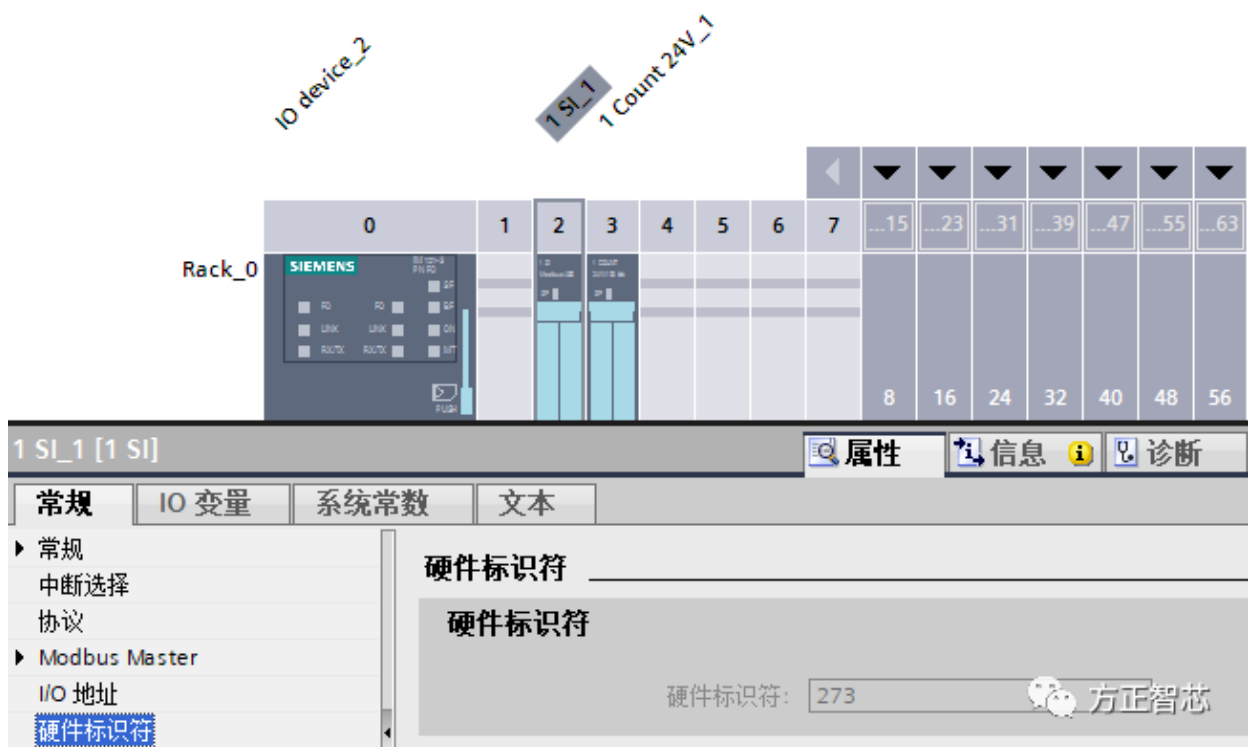 IO device_2
1 SI_1
1 Count 24V_1
0 1 2 3 4 5 6 7 ...15 ...23 ...31 ...39 ...47 ...55 ...63
Rack_0
SIEMENS
PUSH
8 16 24 32 40 48 56
1 SI_1 [1 SI]
属性 信息 诊断
常规 IO 变量 系统常数 文本
常规
中断选择
协议
Modbus Master
I/O 地址
硬件标识符
硬件标识符
硬件标识符
硬件标识符: 273
方正智芯